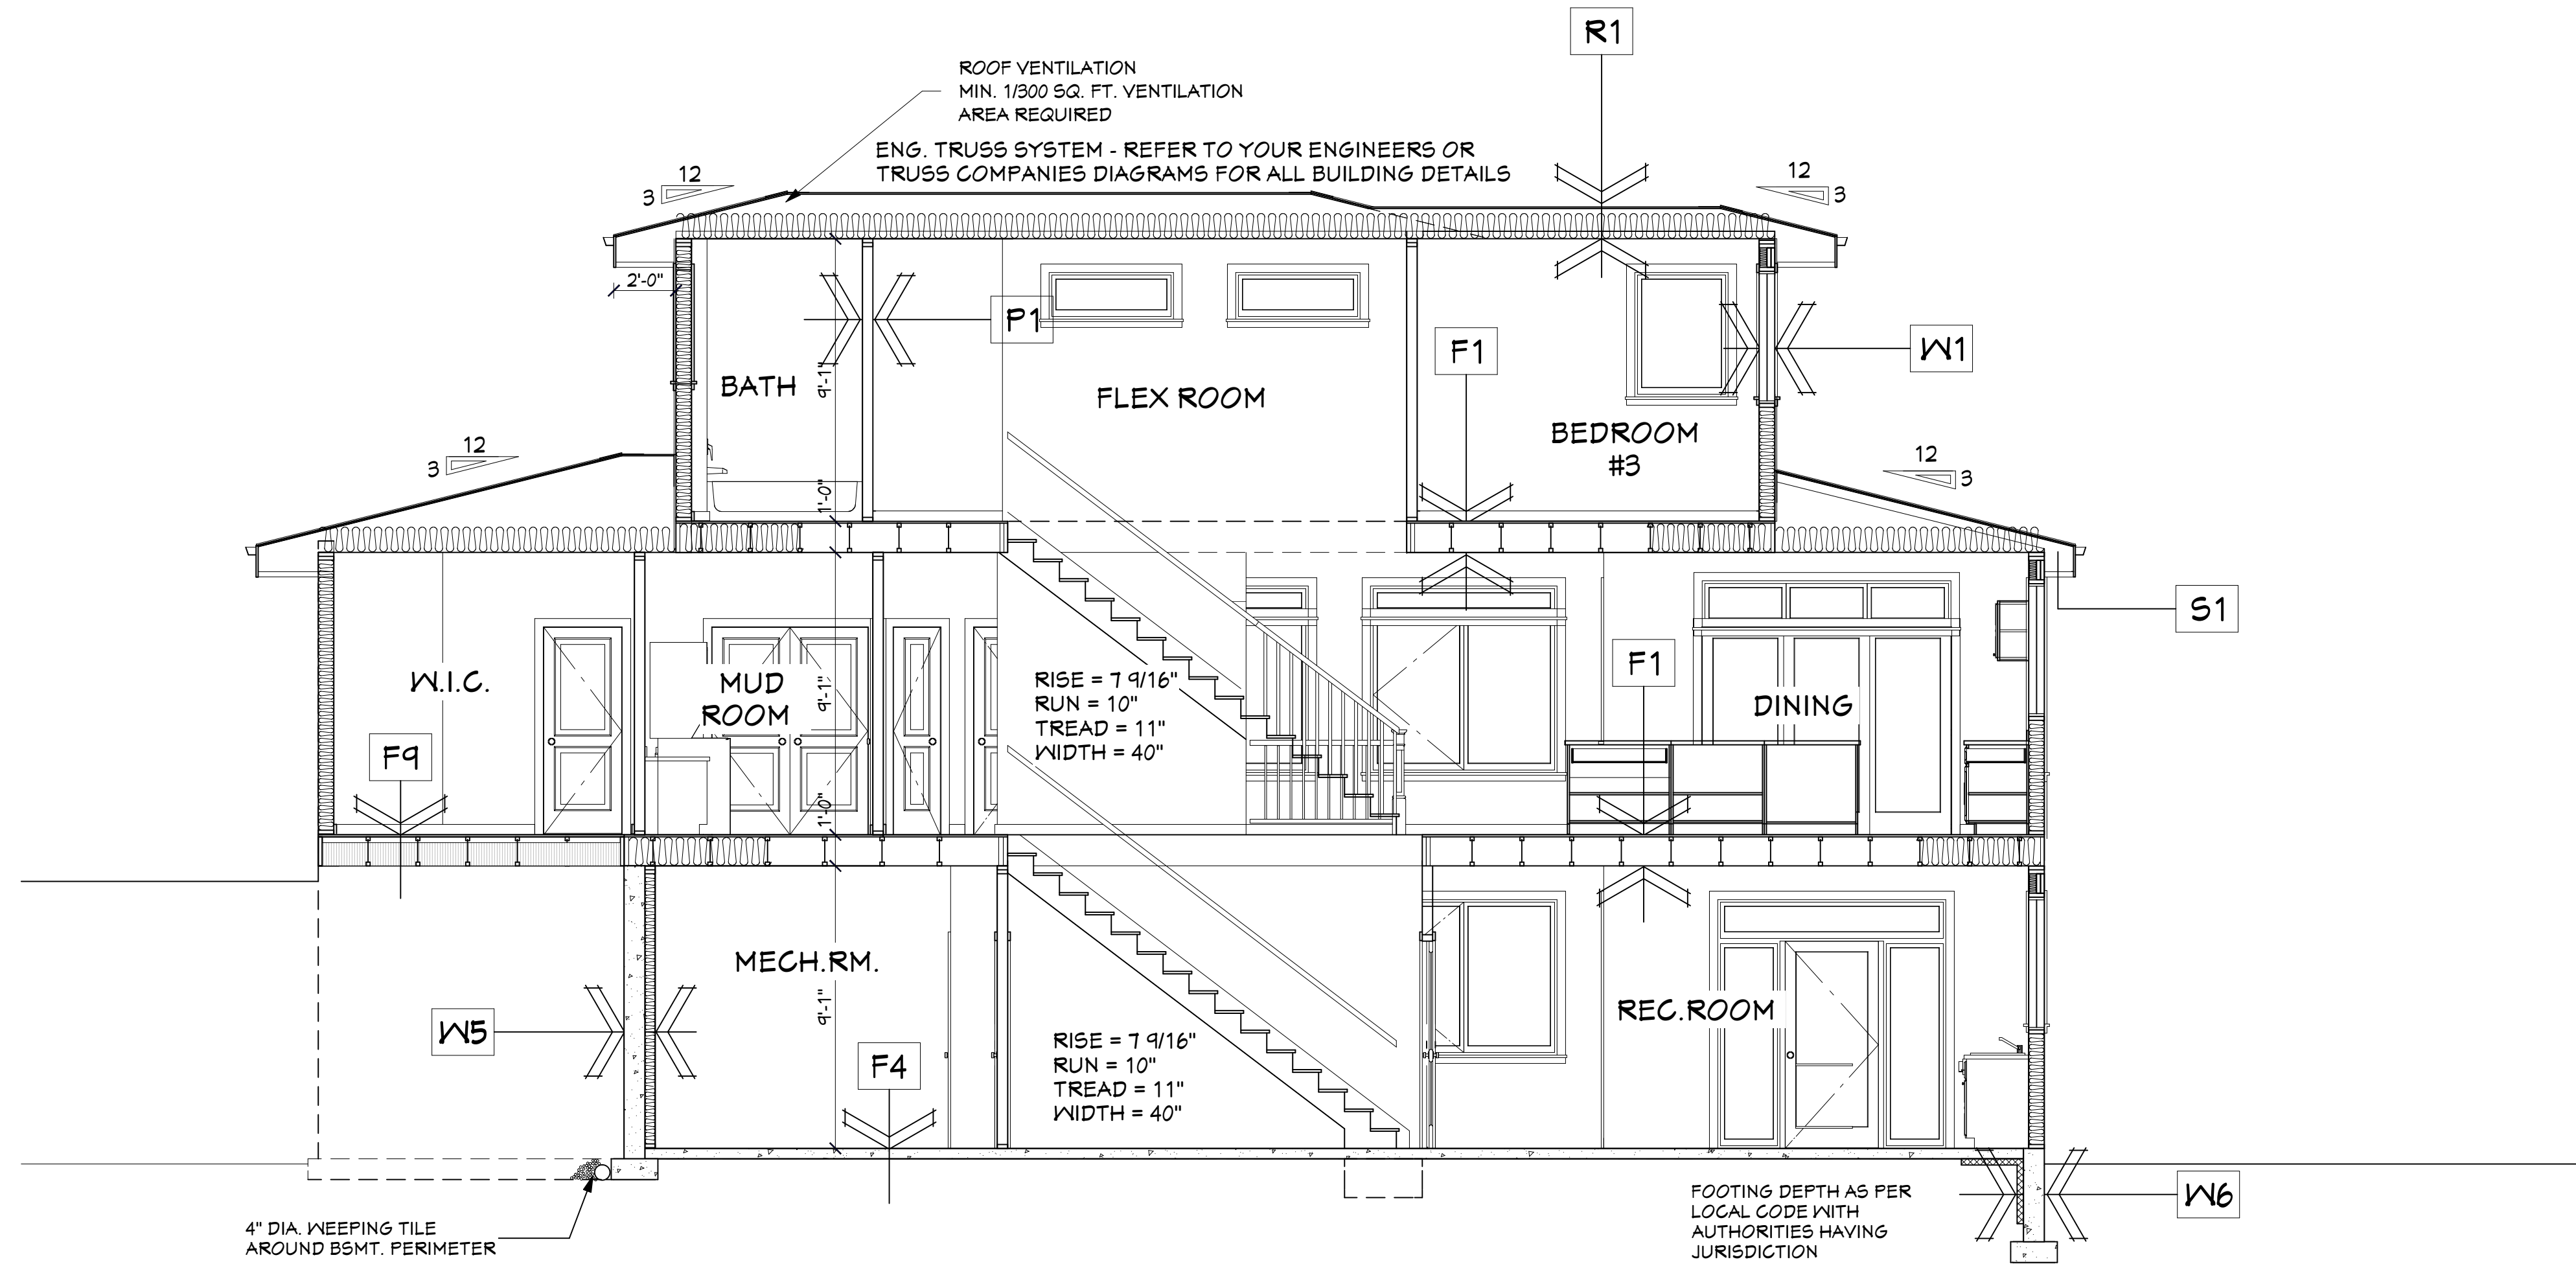 R1
ROOF VENTILATION
MIN. 1/300 SQ. FT. VENTILATION
AREA REQUIRED
ENG. TRUSS SYSTEM - REFER TO YOUR ENGINEERS OR
TRUSS COMPANIES DIAGRAMS FOR ALL BUILDING DETAILS
12
3
12
3
2'-0"
P1
F1
W1
BATH
9'-1"
FLEX ROOM
BEDROOM
#3
12
3
12
3
1'-0"
S1
W.I.C.
MUD
ROOM
9'-1"
RISE = 7 9/16"
RUN = 10"
TREAD = 11"
WIDTH = 40"
F1
DINING
F9
1'-0"
MECH.RM.
9'-1"
REC.ROOM
W5
F4
RISE = 7 9/16"
RUN = 10"
TREAD = 11"
WIDTH = 40"
4" DIA. WEEPING TILE
AROUND BSMT. PERIMETER
FOOTING DEPTH AS PER
LOCAL CODE WITH
AUTHORITIES HAVING
JURISDICTION
W6